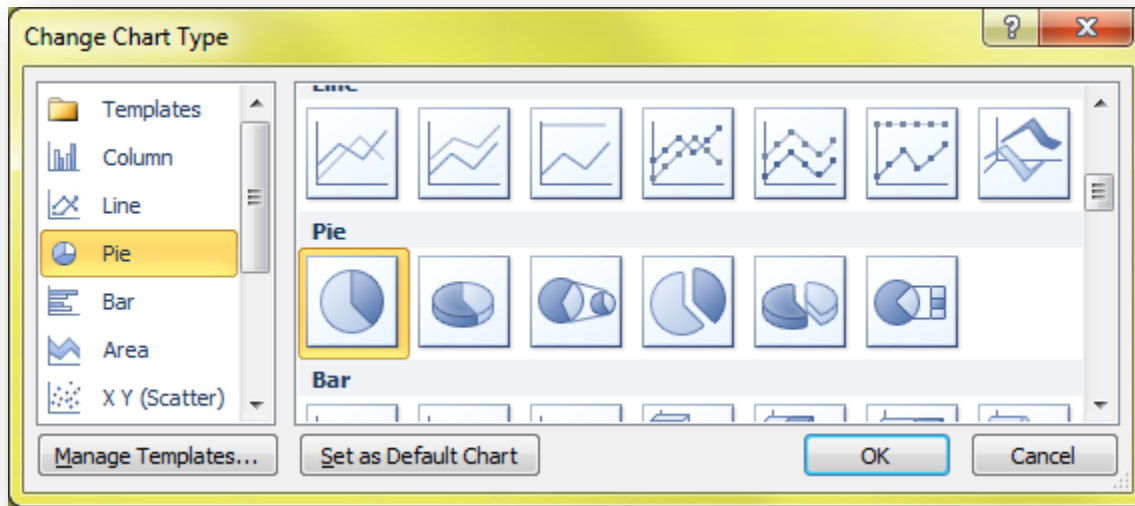 Change Chart Type
Templates
Column
Line
Pie
Bar
Area
X Y (Scatter)
Line
Pie
Bar
Manage Templates...
Set as Default Chart
OK
Cancel